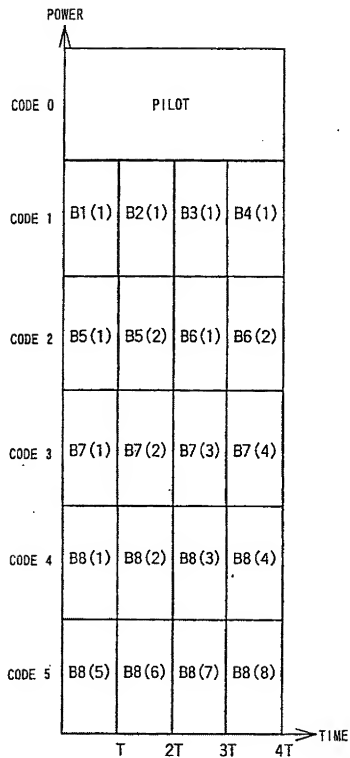 POWER
CODE 0 PILOT
CODE 1 B1(1) B2(1) B3(1) B4(1)
CODE 2 B5(1) B5(2) B6(1) B6(2)
CODE 3 B7(1) B7(2) B7(3) B7(4)
CODE 4 B8(1) B8(2) B8(3) B8(4)
CODE 5 B8(5) B8(6) B8(7) B8(8)
TIME
T 2T 3T 4T